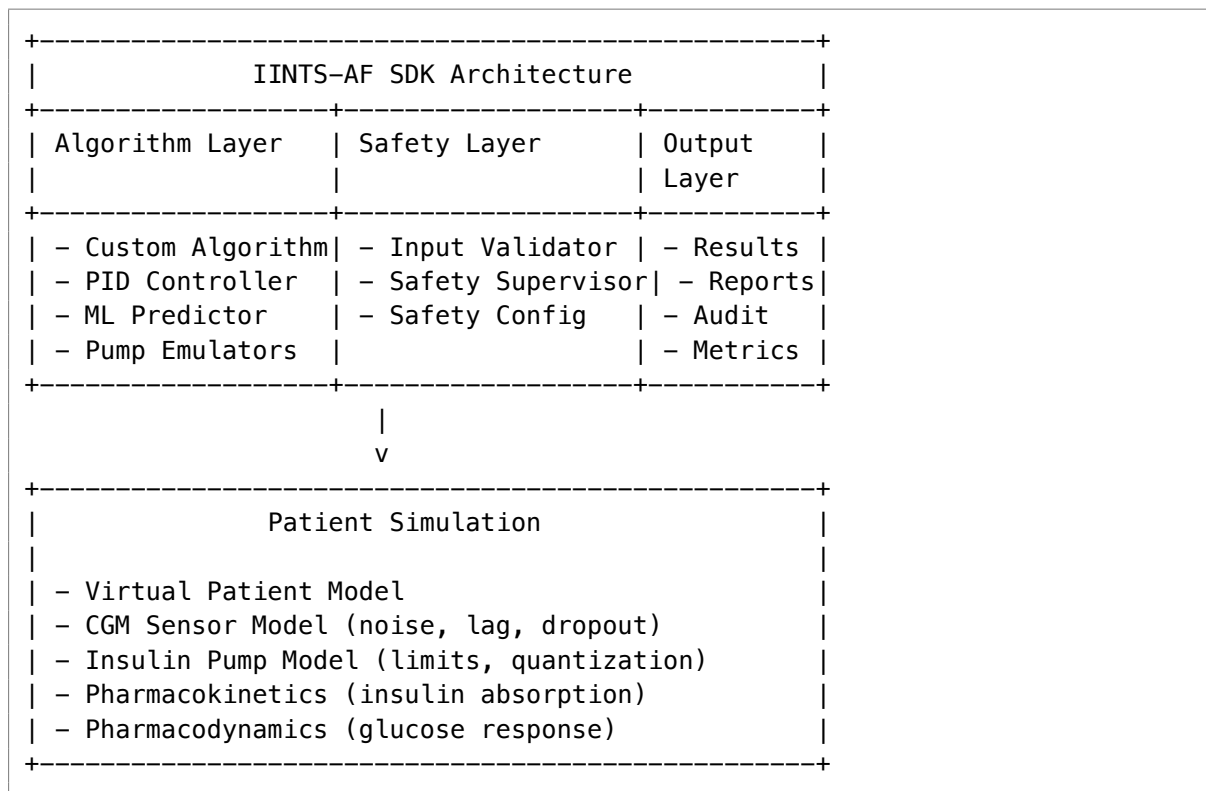 IINTS-AF SDK Architecture
Algorithm Layer | Safety Layer | Output
Layer
- Custom Algorithm| - Input Validator | - Results
- PID Controller | - Safety Supervisor| - Reports
- ML Predictor | - Safety Config | - Audit
- Pump Emulators | | - Metrics
v
Patient Simulation
- Virtual Patient Model
- CGM Sensor Model (noise, lag, dropout)
- Insulin Pump Model (limits, quantization)
- Pharmacokinetics (insulin absorption)
- Pharmacodynamics (glucose response)